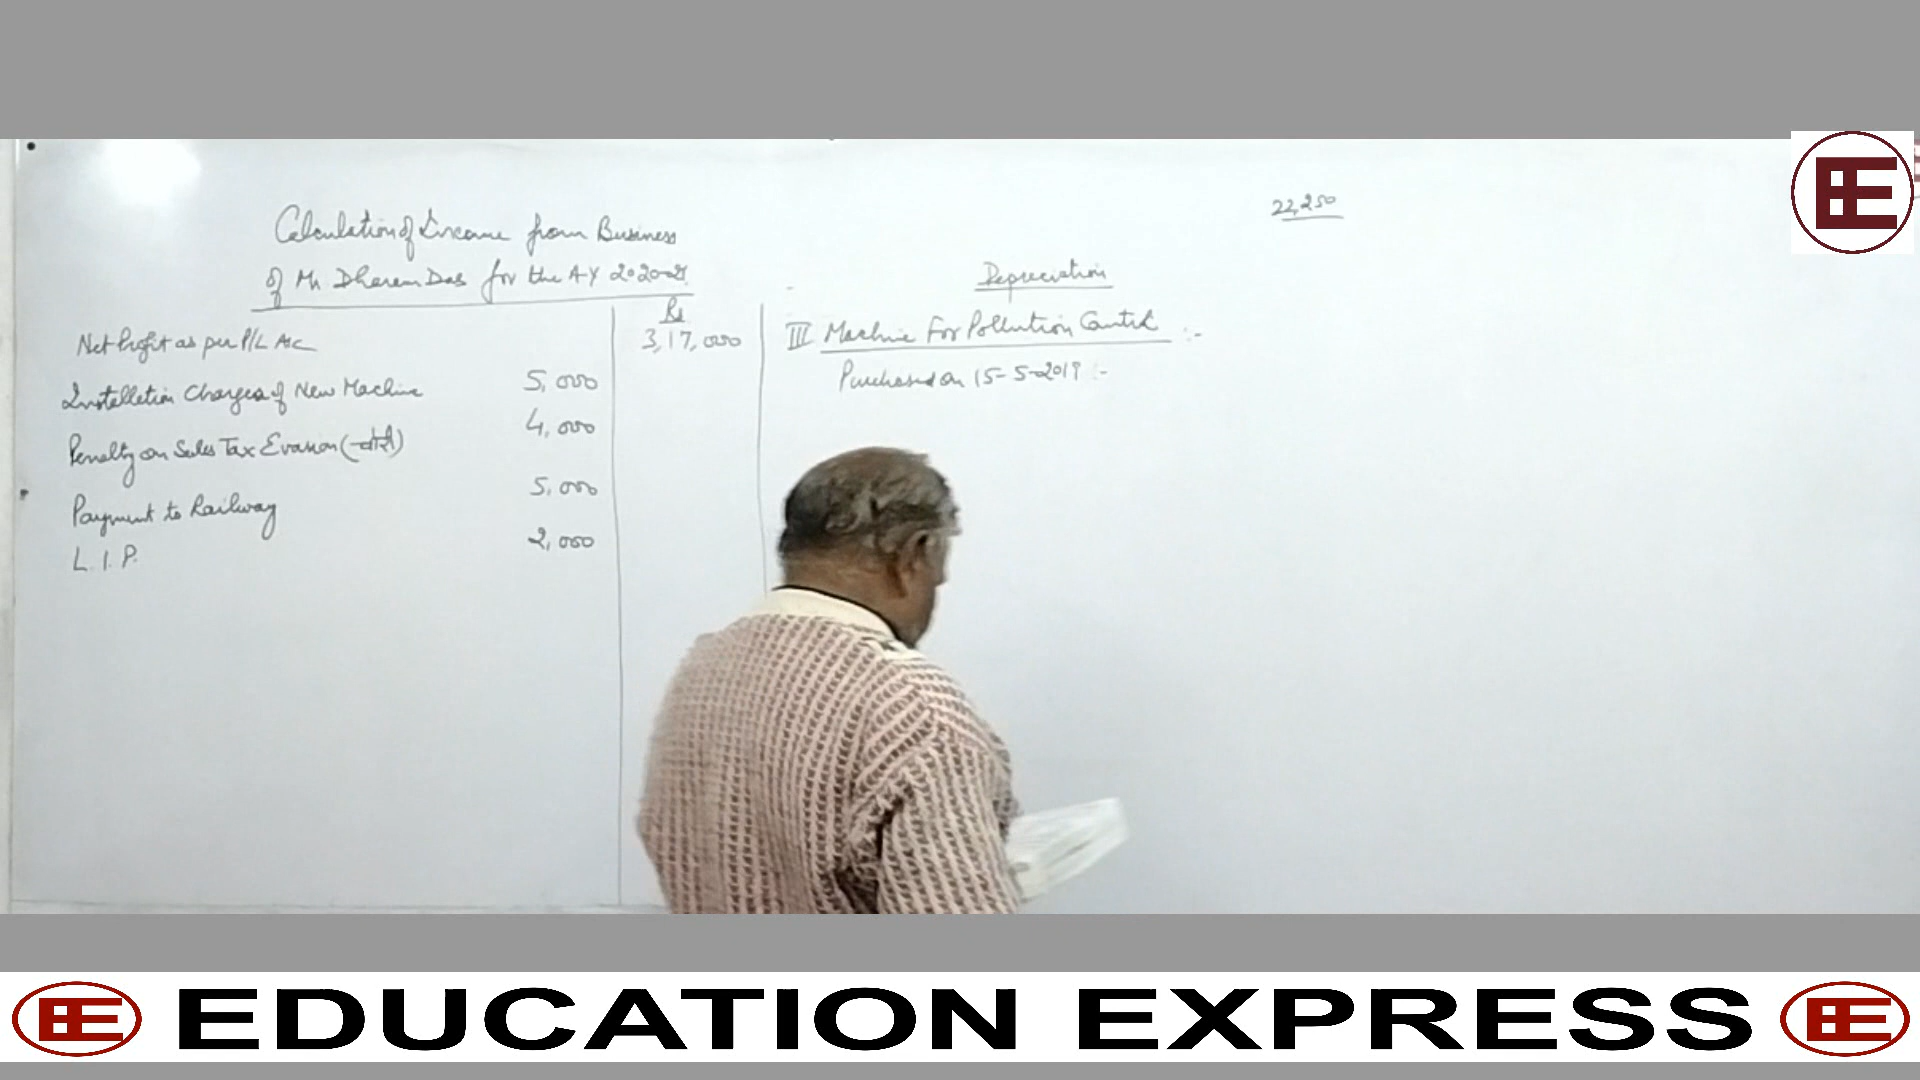 22,250
Calculation of Income from Business
of Mr Dharam Das for the A-Y 2020-21
Rs
Net Profit as per P/L A/c 3,17,000
Installation Charges of New Machine 5,000
Penalty on Sales Tax Evasion (चोरी) 4,000
Payment to Railway 5,000
L.I.P. 2,000
Depreciation
III Machine For Pollution Control :-
Purchased on 15-5-2019 :-
EDUCATION EXPRESS